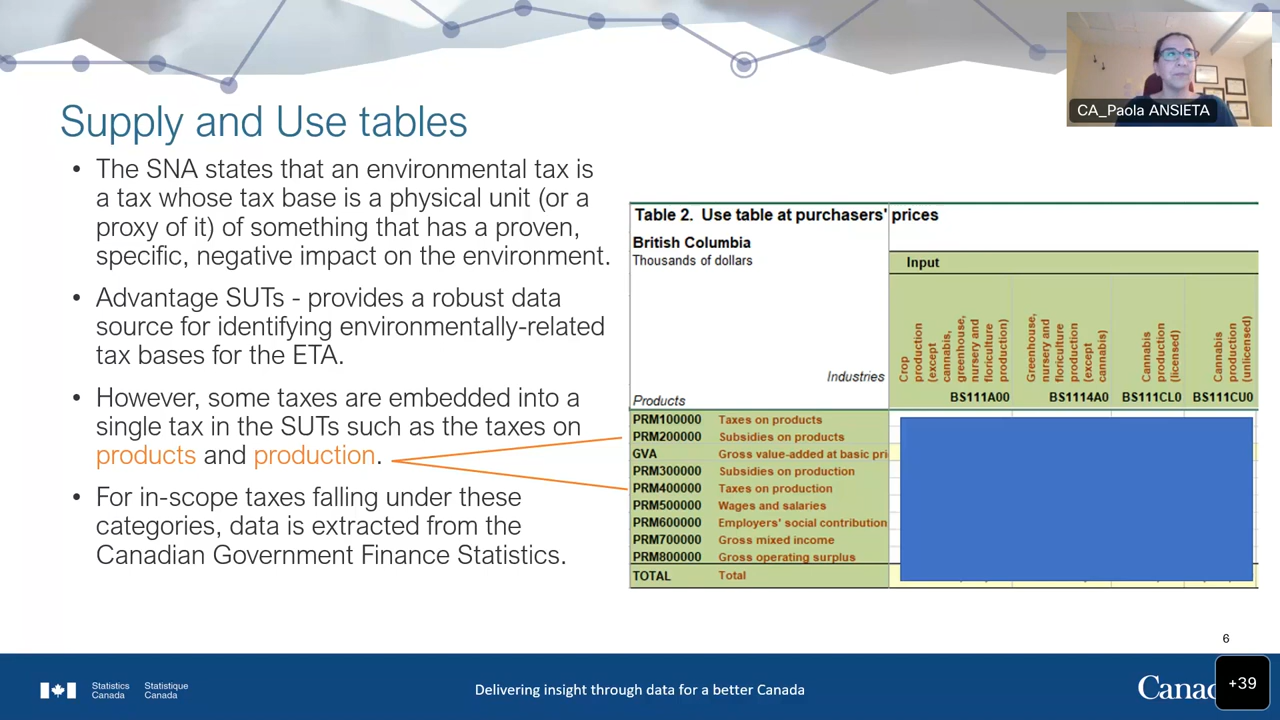 CA_Paola ANSIETA
Supply and Use tables
• The SNA states that an environmental tax is
a tax whose tax base is a physical unit (or a
proxy of it) of something that has a proven,
specific, negative impact on the environment.
• Advantage SUTs - provides a robust data
source for identifying environmentally-related
tax bases for the ETA.
• However, some taxes are embedded into a
single tax in the SUTs such as the taxes on
products and production.
• For in-scope taxes falling under these
categories, data is extracted from the
Canadian Government Finance Statistics.
Table 2. Use table at purchasers' prices
British Columbia
Thousands of dollars
Input
Industries
Products
Crop
production
(except
cannabis,
greenhouse,
nursery and
floriculture
production)
Greenhouse,
nursery and
floriculture
production
(except
cannabis)
Cannabis
production
(licensed)
Cannabis
production
(unlicensed)
BS111A00 BS1114A0 BS111CL0 BS111CU0
PRM100000 Taxes on products
PRM200000 Subsidies on products
GVA Gross value-added at basic pri
PRM300000 Subsidies on production
PRM400000 Taxes on production
PRM500000 Wages and salaries
PRM600000 Employers' social contribution
PRM700000 Gross mixed income
PRM800000 Gross operating surplus
TOTAL Total
6
Statistics Statistique
Canada Canada
Delivering insight through data for a better Canada
Canad
+39